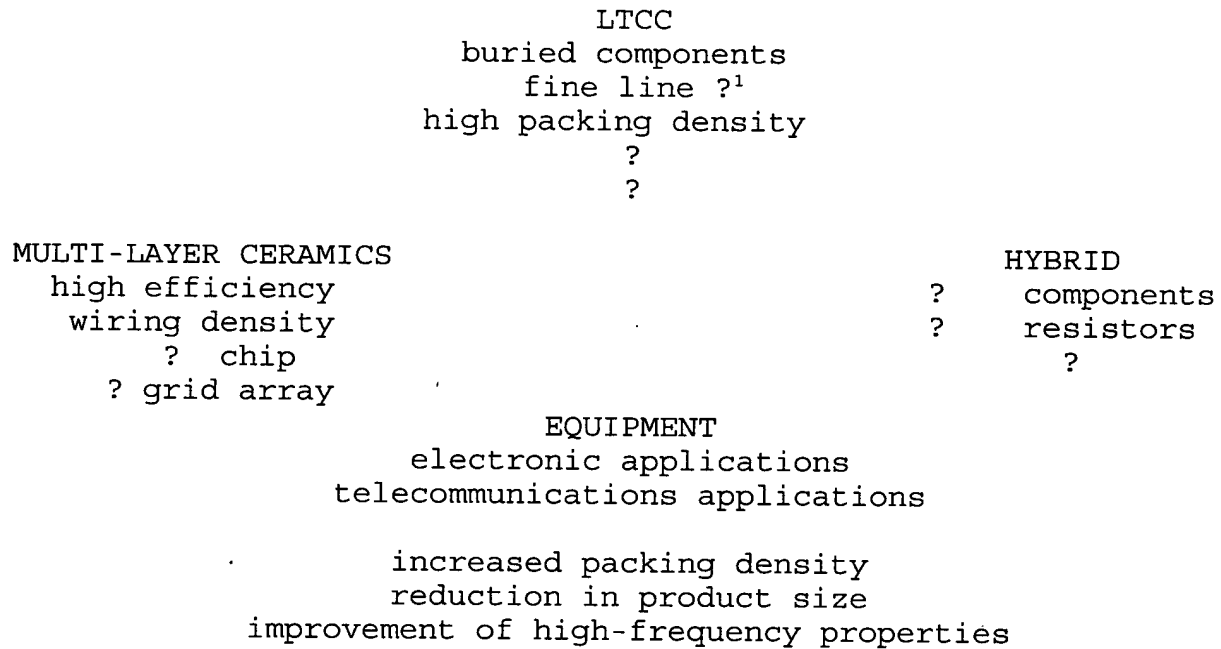 LTCC
buried components
fine line ?¹
high packing density
?
?
MULTI-LAYER CERAMICS
high efficiency
wiring density
? chip
? grid array
HYBRID
? components
? resistors
?
EQUIPMENT
electronic applications
telecommunications applications
increased packing density
reduction in product size
improvement of high-frequency properties